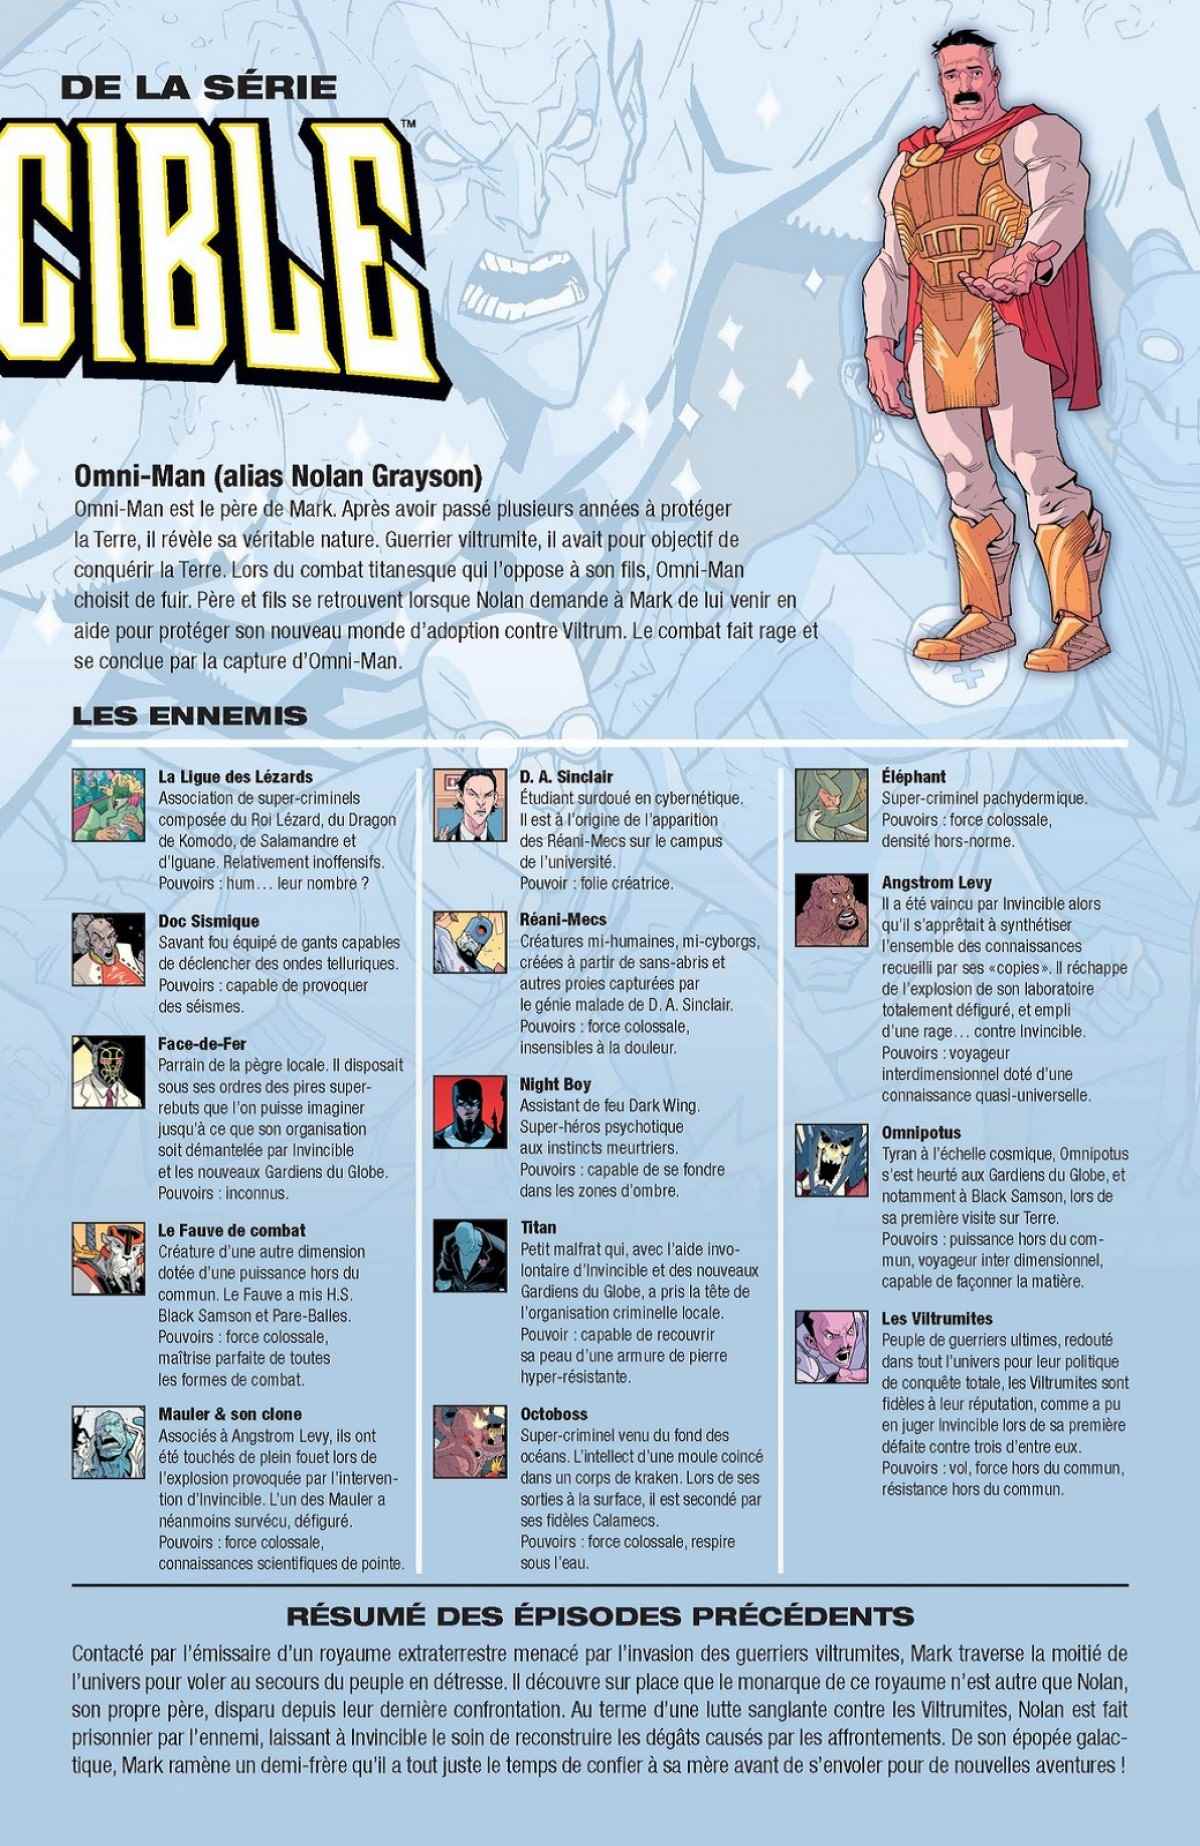 DE LA SÉRIE
CIBLE™
Omni-Man (alias Nolan Grayson)
Omni-Man est le père de Mark. Après avoir passé plusieurs années à protéger
la Terre, il révèle sa véritable nature. Guerrier viltrumite, il avait pour objectif de
conquérir la Terre. Lors du combat titanesque qui l'oppose à son fils, Omni-Man
choisit de fuir. Père et fils se retrouvent lorsque Nolan demande à Mark de lui venir en
aide pour protéger son nouveau monde d'adoption contre Viltrum. Le combat fait rage et
se conclue par la capture d'Omni-Man.
LES ENNEMIS
La Ligue des Lézards
Association de super-criminels
composée du Roi Lézard, du Dragon
de Komodo, de Salamandre et
d'Iguane. Relativement inoffensifs.
Pouvoirs : hum... leur nombre ?
Doc Sismique
Savant fou équipé de gants capables
de déclencher des ondes telluriques.
Pouvoirs : capable de provoquer
des séismes.
Face-de-Fer
Parrain de la pègre locale. Il disposait
sous ses ordres des pires super-
rebuts que l'on puisse imaginer
jusqu'à ce que son organisation
soit démantelée par Invincible
et les nouveaux Gardiens du Globe.
Pouvoirs : inconnus.
Le Fauve de combat
Créature d'une autre dimension
dotée d'une puissance hors du
commun. Le Fauve a mis H.S.
Black Samson et Pare-Balles.
Pouvoirs : force colossale,
maîtrise parfaite de toutes
les formes de combat.
Mauler & son clone
Associés à Angstrom Levy, ils ont
été touchés de plein fouet lors de
l'explosion provoquée par l'interven-
tion d'Invincible. L'un des Mauler a
néanmoins survécu, défiguré.
Pouvoirs : force colossale,
connaissances scientifiques de pointe.
D. A. Sinclair
Étudiant surdoué en cybernétique.
Il est à l'origine de l'apparition
des Réani-Mecs sur le campus
de l'université.
Pouvoir : folie créatrice.
Réani-Mecs
Créatures mi-humaines, mi-cyborgs,
créées à partir de sans-abris et
autres proies capturées par
le génie malade de D. A. Sinclair.
Pouvoirs : force colossale,
insensibles à la douleur.
Night Boy
Assistant de feu Dark Wing.
Super-héros psychotique
aux instincts meurtriers.
Pouvoirs : capable de se fondre
dans les zones d'ombre.
Titan
Petit malfrat qui, avec l'aide invo-
lontaire d'Invincible et des nouveaux
Gardiens du Globe, a pris la tête de
l'organisation criminelle locale.
Pouvoir : capable de recouvrir
sa peau d'une armure de pierre
hyper-résistante.
Octoboss
Super-criminel venu du fond des
océans. L'intellect d'une moule coincé
dans un corps de kraken. Lors de ses
sorties à la surface, il est secondé par
ses fidèles Calamecs.
Pouvoirs : force colossale, respire
sous l'eau.
Éléphant
Super-criminel pachydermique.
Pouvoirs : force colossale,
densité hors-norme.
Angstrom Levy
Il a été vaincu par Invincible alors
qu'il s'apprêtait à synthétiser
l'ensemble des connaissances
recueilli par ses «copies». Il réchappe
de l'explosion de son laboratoire
totalement défiguré, et empli
d'une rage... contre Invincible.
Pouvoirs : voyageur
interdimensionnel doté d'une
connaissance quasi-universelle.
Omnipotus
Tyran à l'échelle cosmique, Omnipotus
s'est heurté aux Gardiens du Globe, et
notamment à Black Samson, lors de
sa première visite sur Terre.
Pouvoirs : puissance hors du com-
mun, voyageur inter dimensionnel,
capable de façonner la matière.
Les Viltrumites
Peuple de guerriers ultimes, redouté
dans tout l'univers pour leur politique
de conquête totale, les Viltrumites sont
fidèles à leur réputation, comme a pu
en juger Invincible lors de sa première
défaite contre trois d'entre eux.
Pouvoirs : vol, force hors du commun,
résistance hors du commun.
RÉSUMÉ DES ÉPISODES PRÉCÉDENTS
Contacté par l'émissaire d'un royaume extraterrestre menacé par l'invasion des guerriers viltrumites, Mark traverse la moitié de
l'univers pour voler au secours du peuple en détresse. Il découvre sur place que le monarque de ce royaume n'est autre que Nolan,
son propre père, disparu depuis leur dernière confrontation. Au terme d'une lutte sanglante contre les Viltrumites, Nolan est fait
prisonnier par l'ennemi, laissant à Invincible le soin de reconstruire les dégâts causés par les affrontements. De son épopée galac-
tique, Mark ramène un demi-frère qu'il a tout juste le temps de confier à sa mère avant de s'envoler pour de nouvelles aventures !